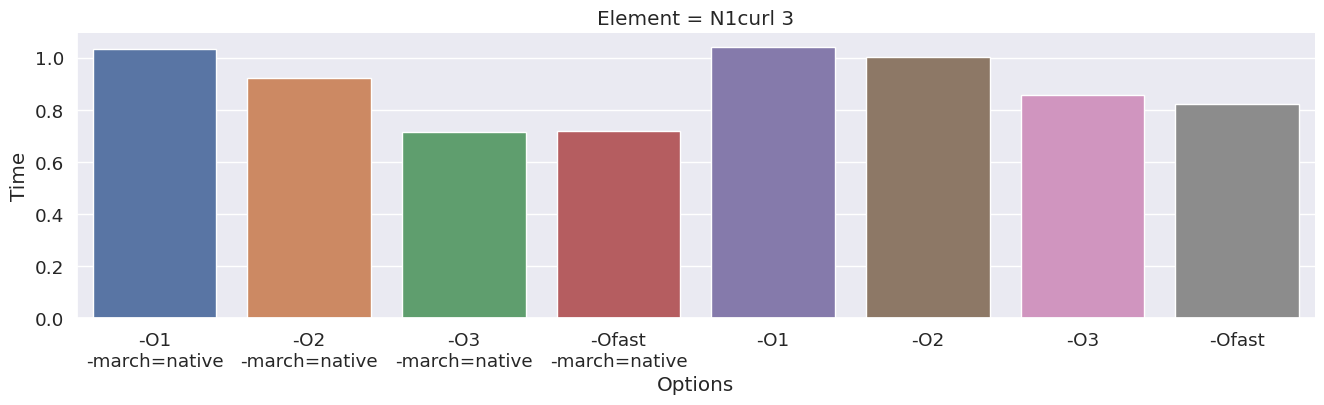 Element = N1curl 3
Time
1.0
0.8
0.6
0.4
0.2
0.0
-O1
-march=native
-O2
-march=native
-O3
-march=native
-Ofast
-march=native
-O1
-O2
-O3
-Ofast
Options